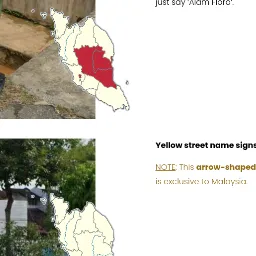 just say 'Alam Flora'.
Yellow street name signs
NOTE: This arrow-shaped
is exclusive to Malaysia.